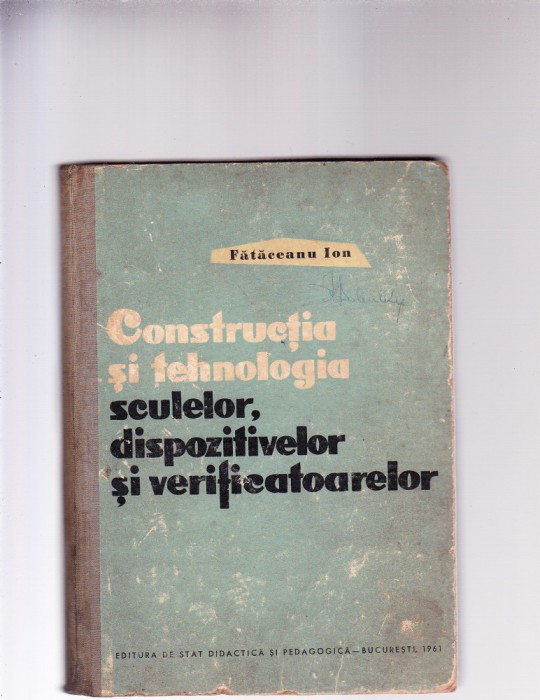 Fătăceanu Ion
Construcția
și tehnologia
sculelor,
dispozitivelor
și verificatoarelor
EDITURA DE STAT DIDACTICĂ ȘI PEDAGOGICĂ—BUCUREȘTI, 1961